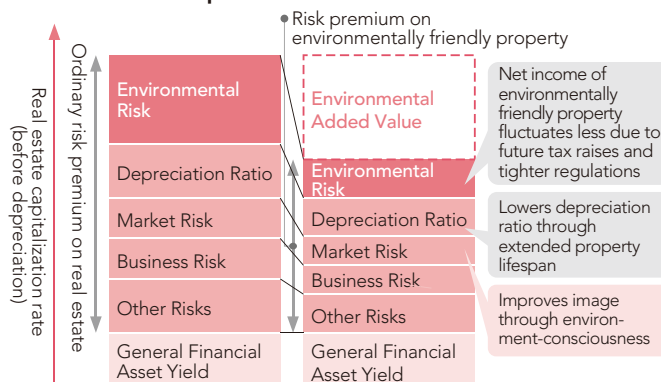 Risk premium on
environmentally friendly property
Real estate capitalization rate
(before depreciation)
Ordinary risk premium on real estate
Environmental
Risk
Depreciation Ratio
Market Risk
Business Risk
Other Risks
General Financial
Asset Yield
Environmental
Added Value
Environmental
Risk
Depreciation Ratio
Market Risk
Business Risk
Other Risks
General Financial
Asset Yield
Net income of
environmentally
friendly property
fluctuates less due to
future tax raises and
tighter regulations
Lowers depreciation
ratio through
extended property
lifespan
Improves image
through environ-
ment-consciousness